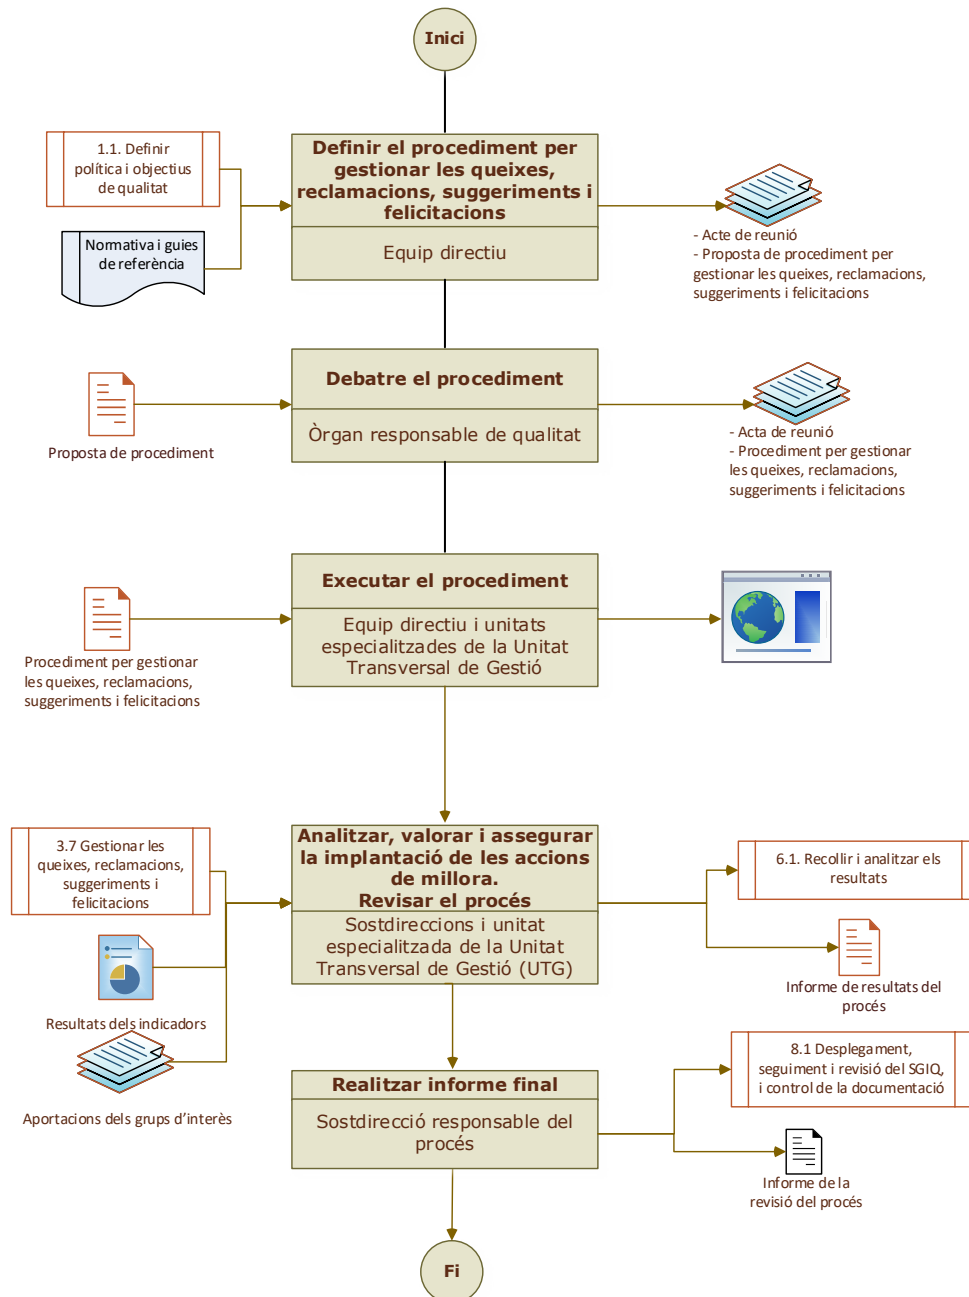 Inici
1.1. Definir
política i objectius
de qualitat
Normativa i guies
de referència
Definir el procediment per
gestionar les queixes,
reclamacions, suggeriments i
felicitacions
Equip directiu
- Acte de reunió
- Proposta de procediment per
gestionar les queixes, reclamacions,
suggeriments i felicitacions
Proposta de procediment
Debatre el procediment
Òrgan responsable de qualitat
- Acta de reunió
- Procediment per gestionar
les queixes, reclamacions,
suggeriments i felicitacions
Procediment per gestionar
les queixes, reclamacions,
suggeriments i felicitacions
Executar el procediment
Equip directiu i unitats
especialitzades de la Unitat
Transversal de Gestió
3.7 Gestionar les
queixes, reclamacions,
suggeriments i
felicitacions
Resultats dels indicadors
Aportacions dels grups d’interès
Analitzar, valorar i assegurar
la implantació de les accions
de millora.
Revisar el procés
Sostdireccions i unitat
especialitzada de la Unitat
Transversal de Gestió (UTG)
6.1. Recollir i analitzar els
resultats
Informe de resultats del
procés
Realitzar informe final
Sostdirecció responsable del
procés
8.1 Desplegament,
seguiment i revisió del SGIQ,
i control de la documentació
Informe de la
revisió del procés
Fi